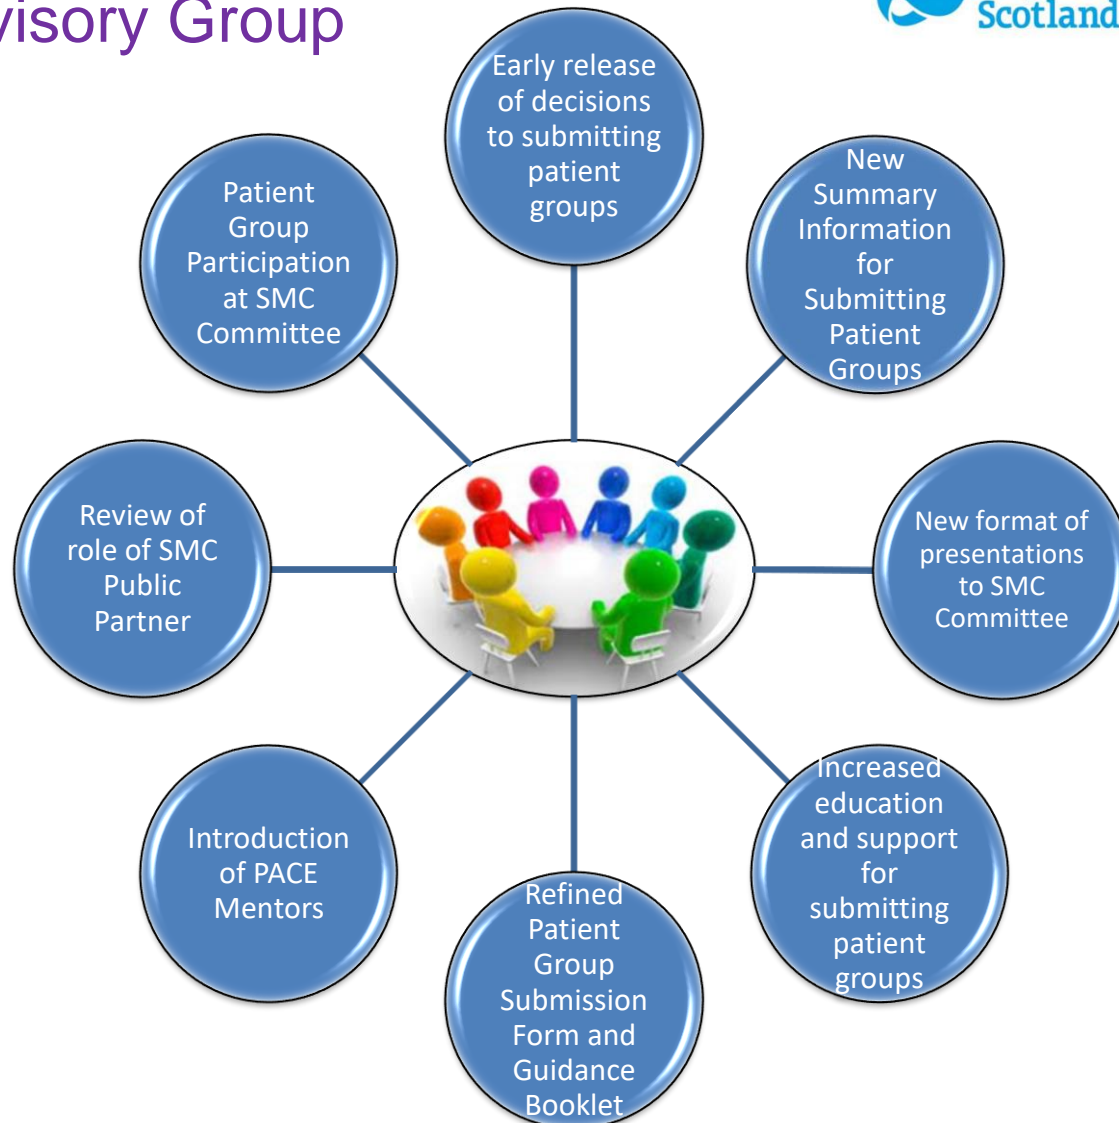 Group
Scotland
Early release
of decisions
to submitting
patient
groups
New
Summary
Information
for
Submitting
Patient
Groups
New format of
presentations
to SMC
Committee
Increased
education
and support
for
submitting
patient
groups
Refined
Patient
Group
Submission
Form and
Guidance
Booklet
Introduction
of PACE
Mentors
Review of
role of SMC
Public
Partner
Patient
Group
Participation
at SMC
Committee